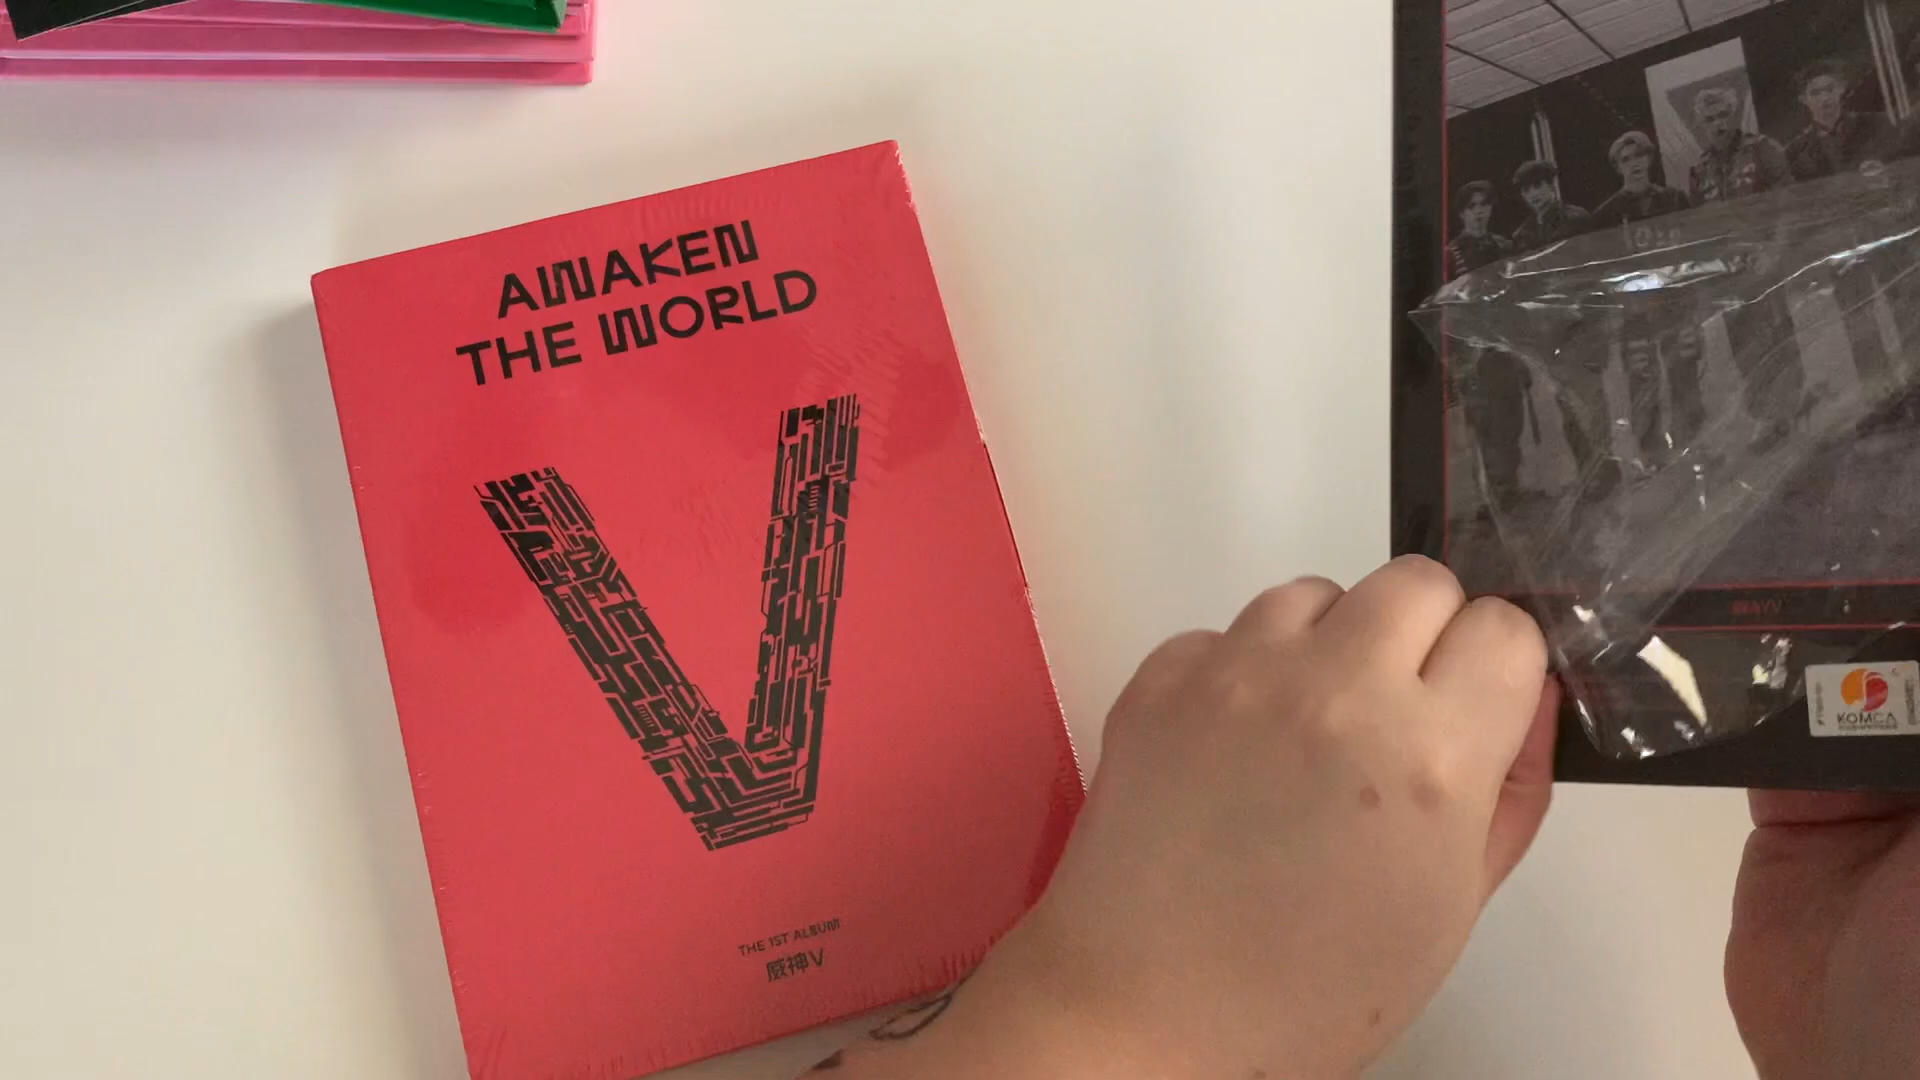 AWAKEN
THE WORLD
THE 1ST ALBUM
威神V
KOMCA